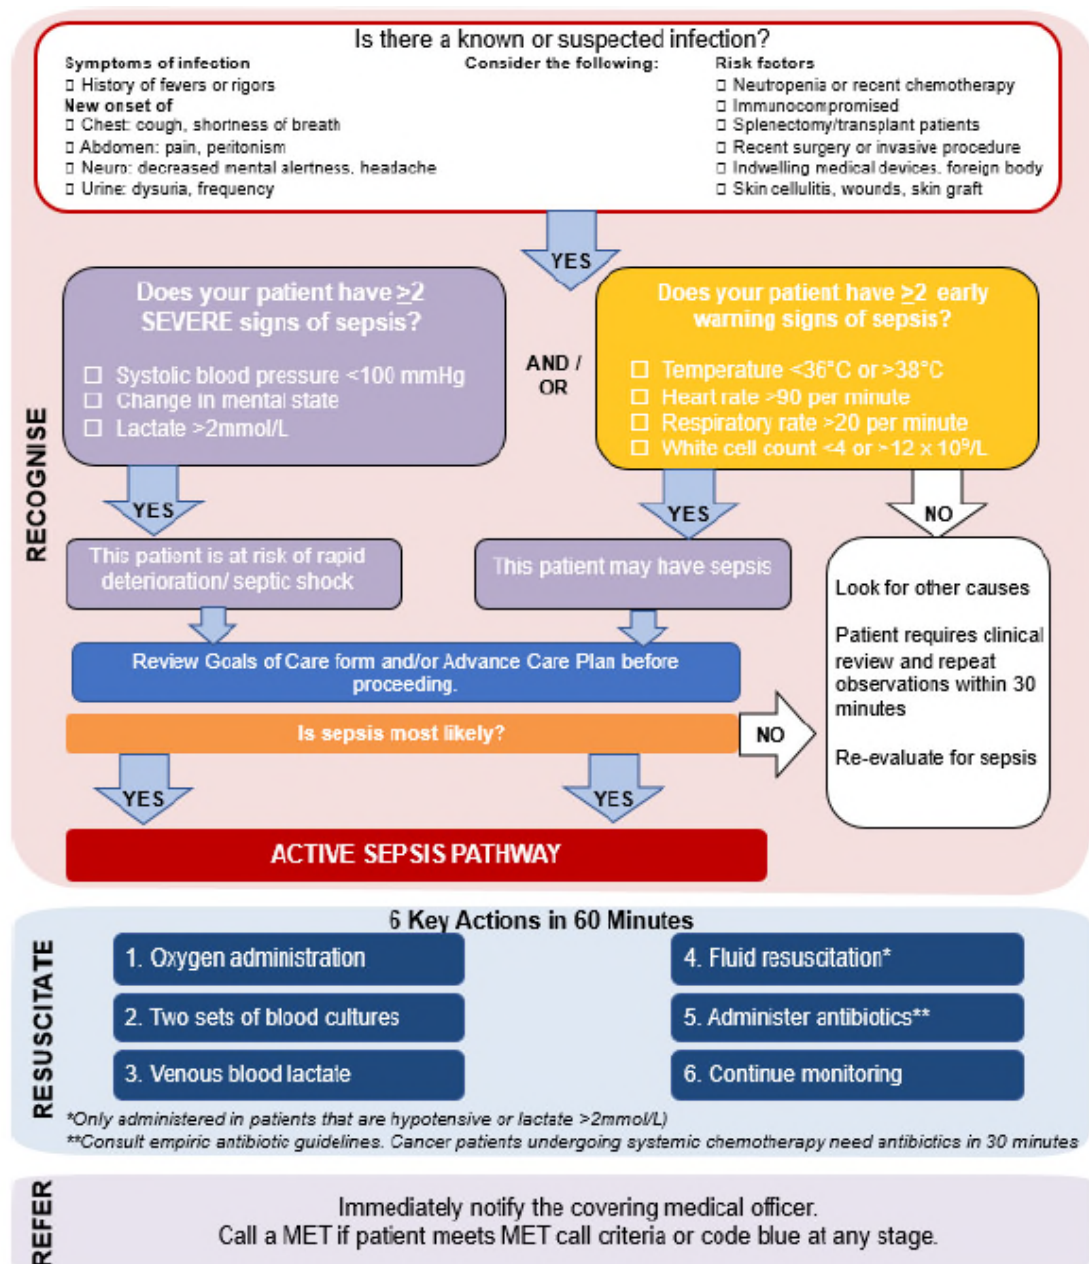 Is there a known or suspected infection?
Symptoms of infection
☐ History of fevers or rigors
New onset of
☐ Chest: cough, shortness of breath
☐ Abdomen: pain, peritonism
☐ Neuro: decreased mental alertness, headache
☐ Urine: dysuria, frequency
Consider the following:
Risk factors
☐ Neutropenia or recent chemotherapy
☐ Immunocompromised
☐ Splenectomy/transplant patients
☐ Recent surgery or invasive procedure
☐ Indwelling medical devices, foreign body
☐ Skin cellulitis, wounds, skin graft
YES
RECOGNISE
Does your patient have ≥2
SEVERE signs of sepsis?
☐ Systolic blood pressure <100 mmHg
☐ Change in mental state
☐ Lactate >2mmol/L
AND /
OR
Does your patient have ≥2 early
warning signs of sepsis?
☐ Temperature <36°C or >38°C
☐ Heart rate >90 per minute
☐ Respiratory rate >20 per minute
☐ White cell count <4 or >12 x 10⁹/L
YES
YES
NO
This patient is at risk of rapid
deterioration/ septic shock
This patient may have sepsis
Look for other causes
Patient requires clinical
review and repeat
observations within 30
minutes
Re-evaluate for sepsis
Review Goals of Care form and/or Advance Care Plan before
proceeding.
Is sepsis most likely?
NO
YES
YES
ACTIVE SEPSIS PATHWAY
RESUSCITATE
6 Key Actions in 60 Minutes
1. Oxygen administration
2. Two sets of blood cultures
3. Venous blood lactate
4. Fluid resuscitation*
5. Administer antibiotics**
6. Continue monitoring
*Only administered in patients that are hypotensive or lactate >2mmol/L)
**Consult empiric antibiotic guidelines. Cancer patients undergoing systemic chemotherapy need antibiotics in 30 minutes
REFER
Immediately notify the covering medical officer.
Call a MET if patient meets MET call criteria or code blue at any stage.